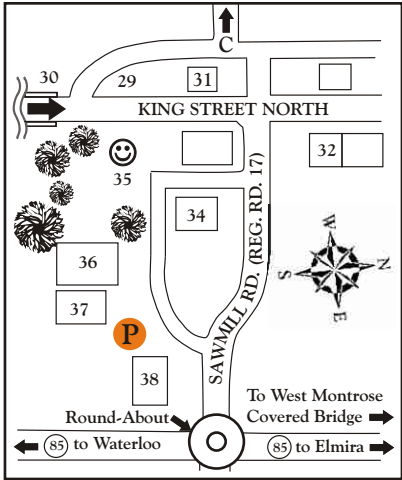 C
30
29
31
KING STREET NORTH
35
32
34
SAWMILL RD. (REG. RD. 17)
W
N
S
E
36
37
P
38
To West Montrose
Covered Bridge
Round-About
85 to Waterloo
85 to Elmira